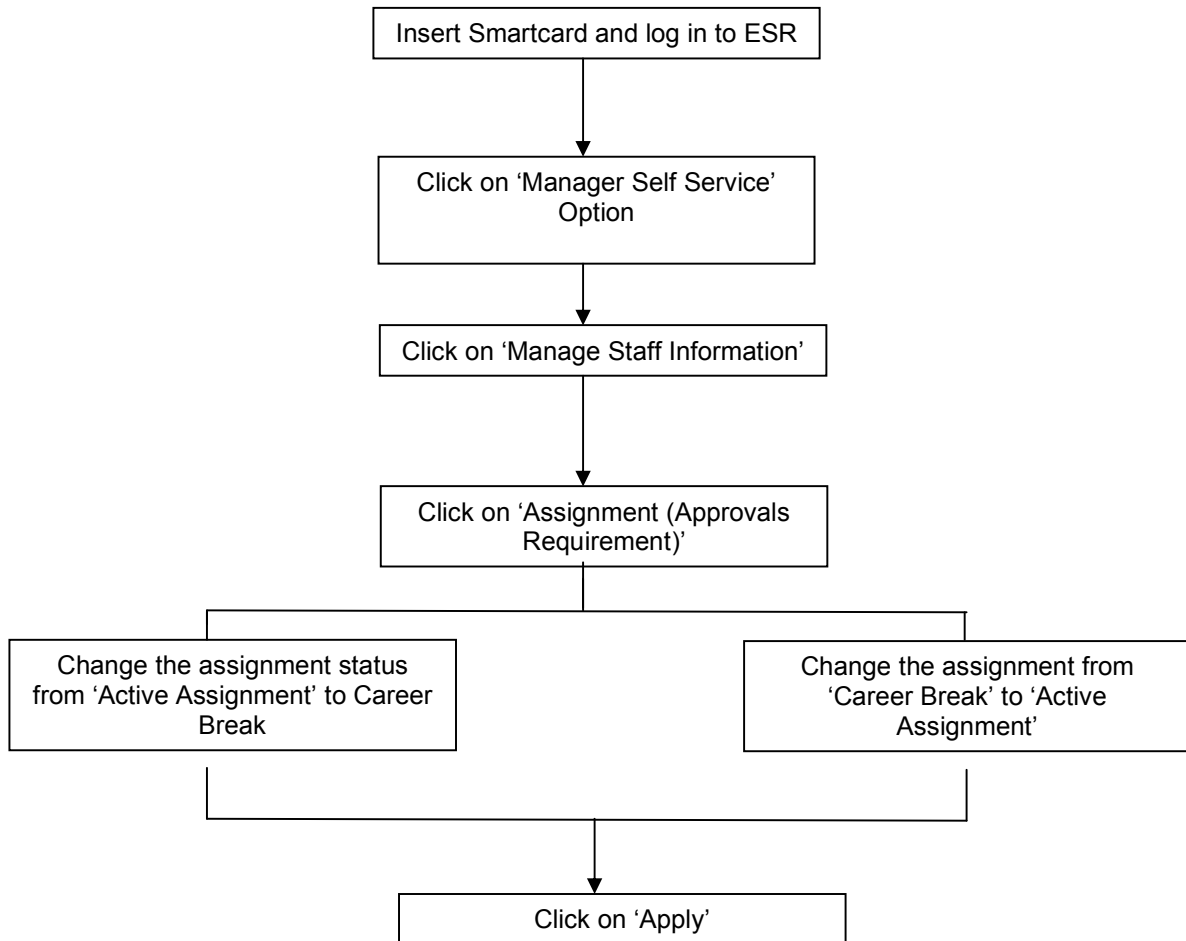 Insert Smartcard and log in to ESR
Click on ‘Manager Self Service’
Option
Click on ‘Manage Staff Information’
Click on ‘Assignment (Approvals
Requirement)’
Change the assignment status
from ‘Active Assignment’ to Career
Break
Change the assignment from
‘Career Break’ to ‘Active
Assignment’
Click on ‘Apply’